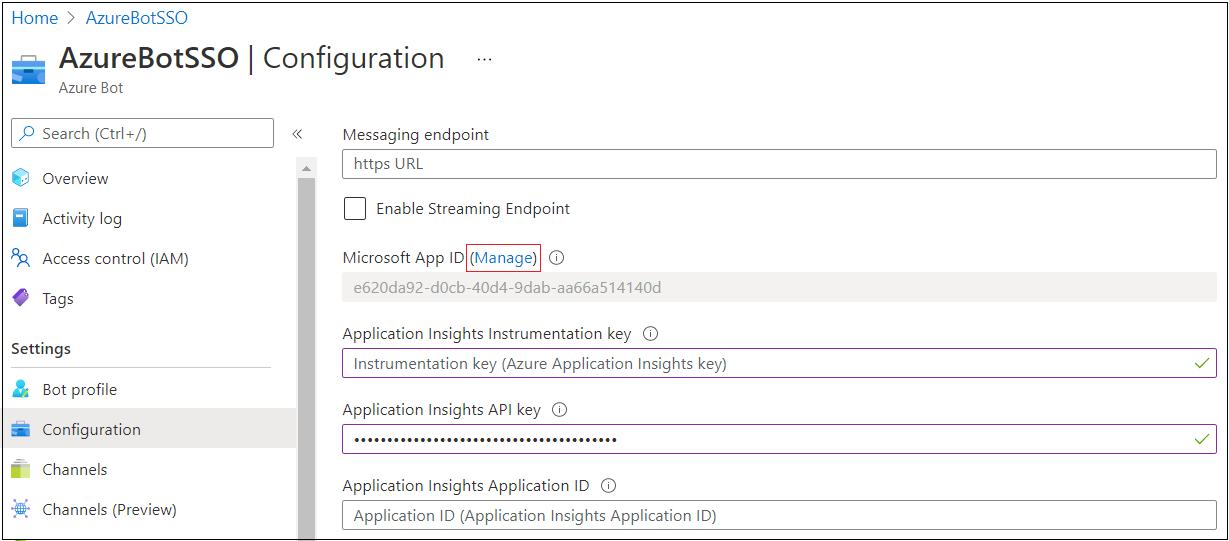 Home > AzureBotSSO
AzureBotSSO | Configuration ...
Azure Bot
Search (Ctrl+/)
«
Overview
Activity log
Access control (IAM)
Tags
Settings
Bot profile
Configuration
Channels
Channels (Preview)
Messaging endpoint
https URL
Enable Streaming Endpoint
Microsoft App ID (Manage)
e620da92-d0cb-40d4-9dab-aa66a514140d
Application Insights Instrumentation key
Instrumentation key (Azure Application Insights key)
Application Insights API key
••••••••••••••••••••••••••••••••••••••••
Application Insights Application ID
Application ID (Application Insights Application ID)